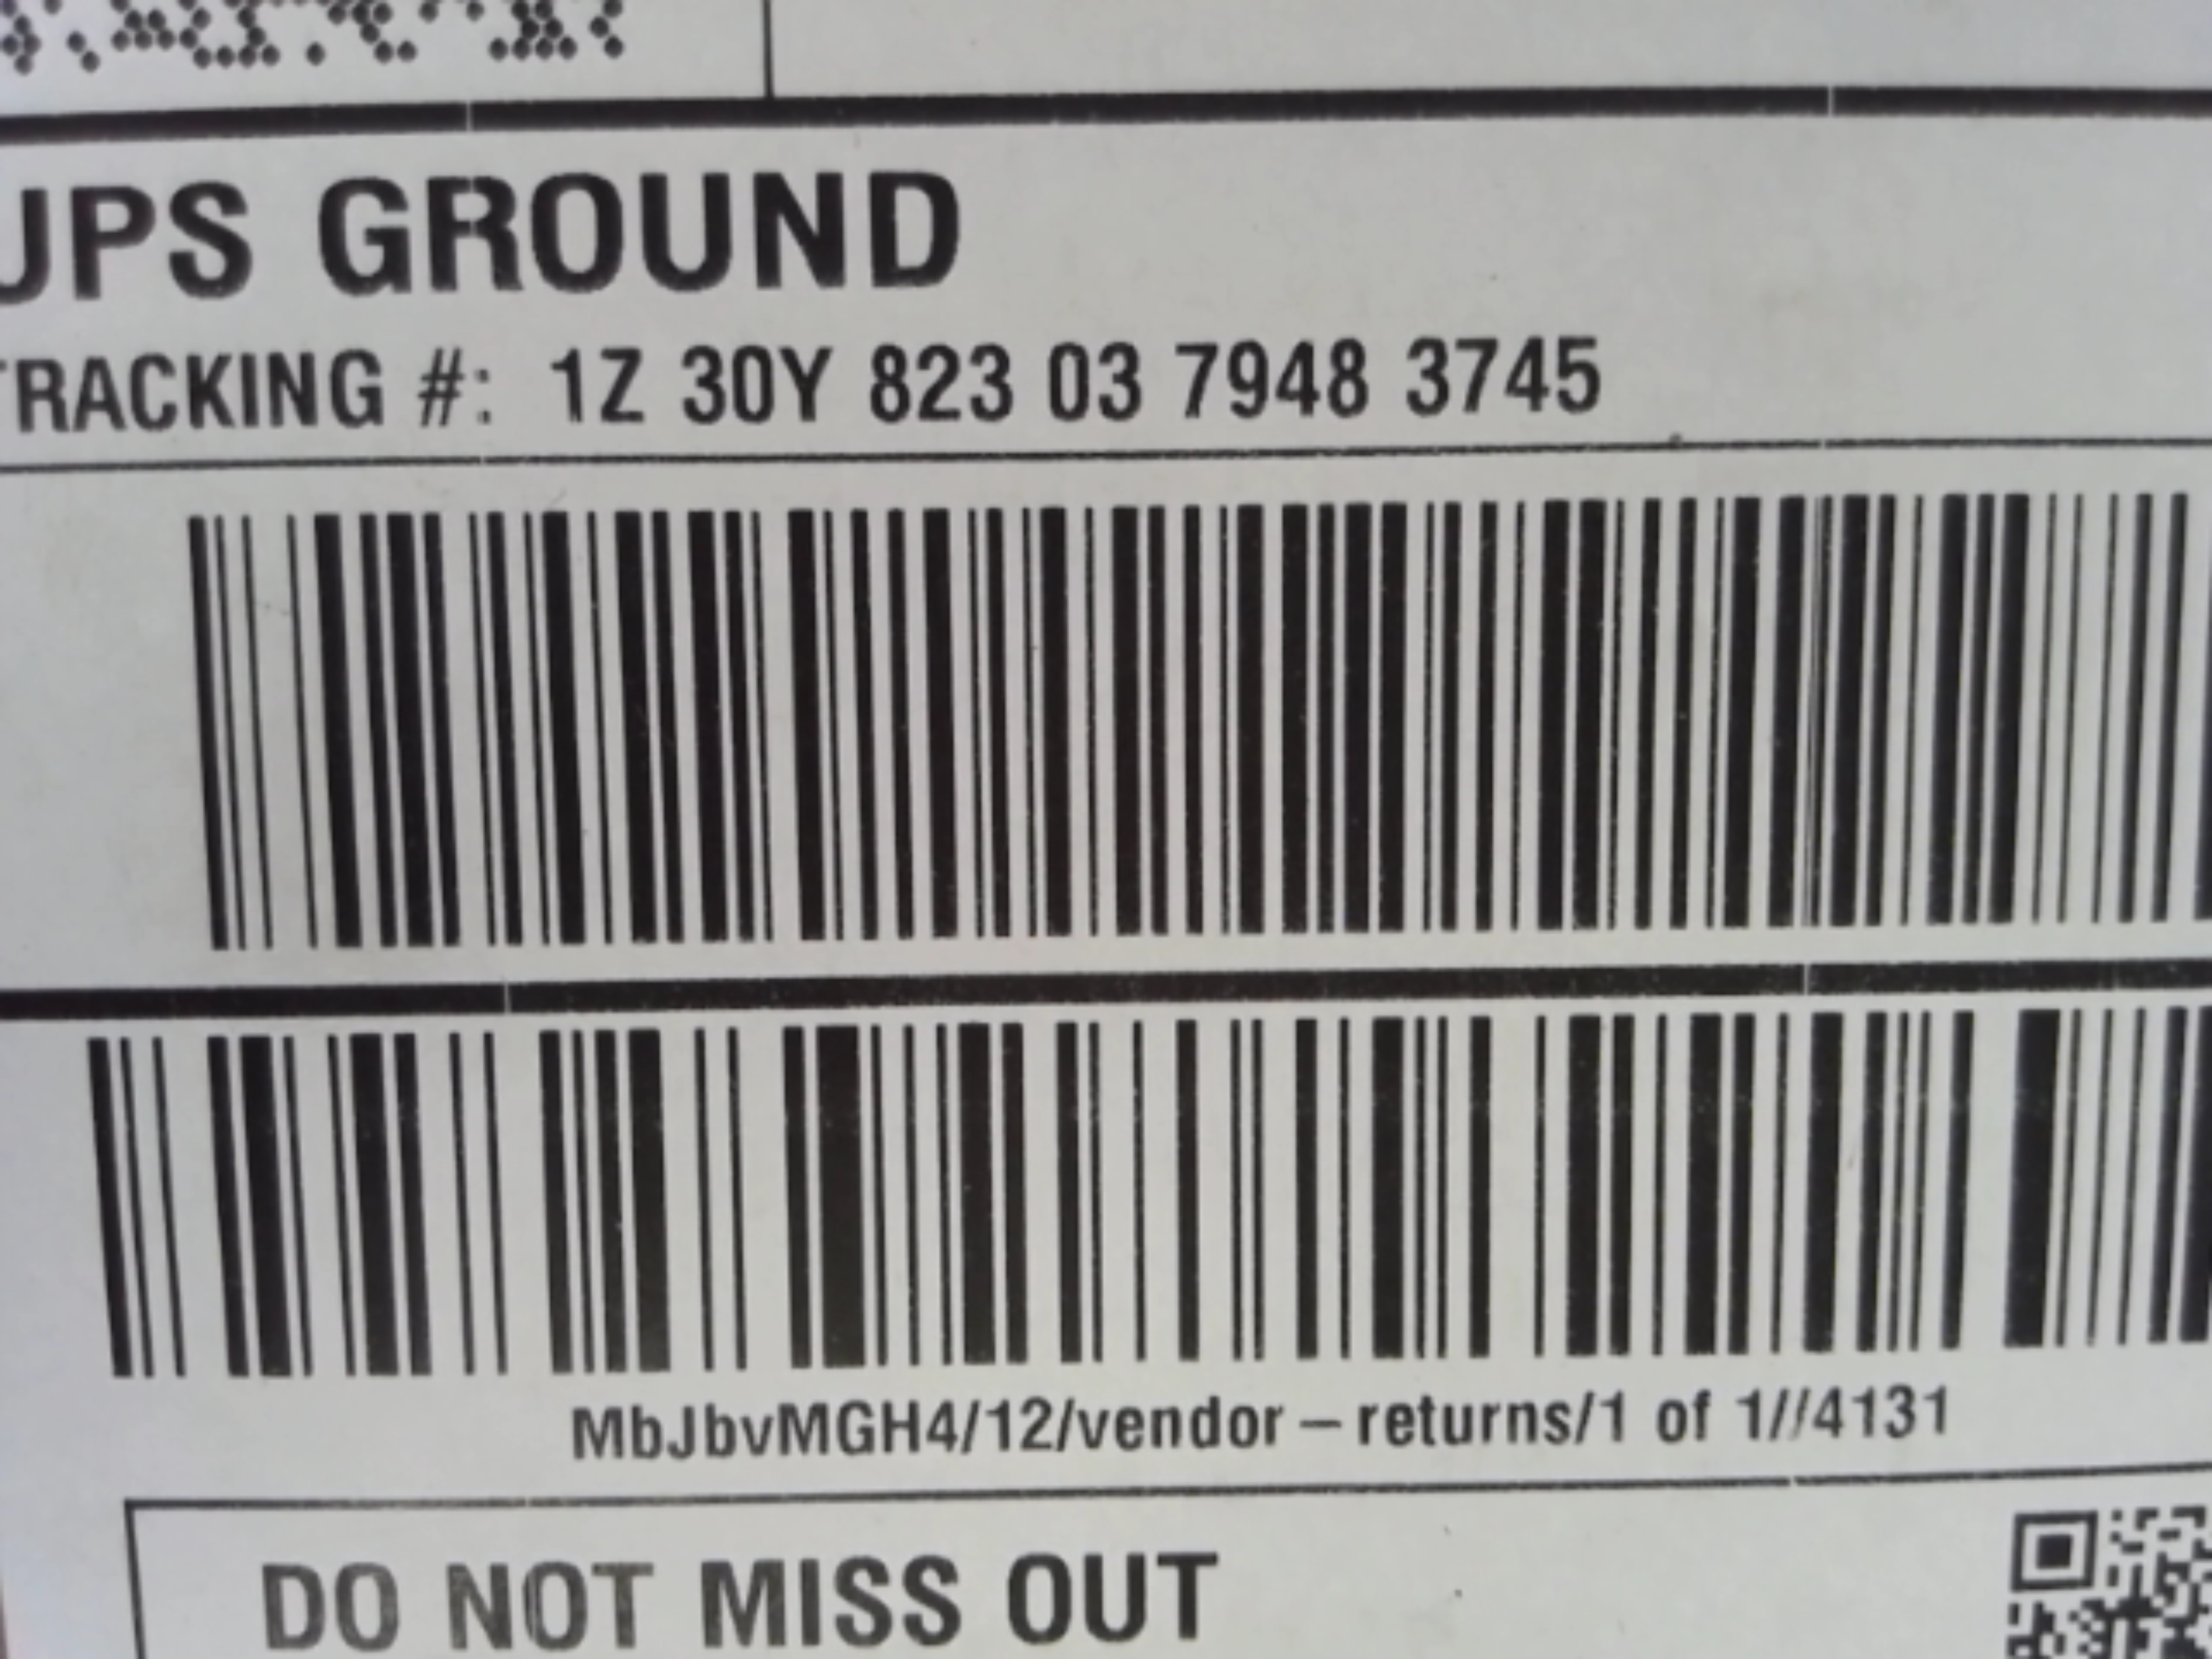 UPS GROUND
TRACKING #: 1Z 30Y 823 03 7948 3745
MbJbvMGH4/12/vendor-returns/1 of 1//4131
DO NOT MISS OUT